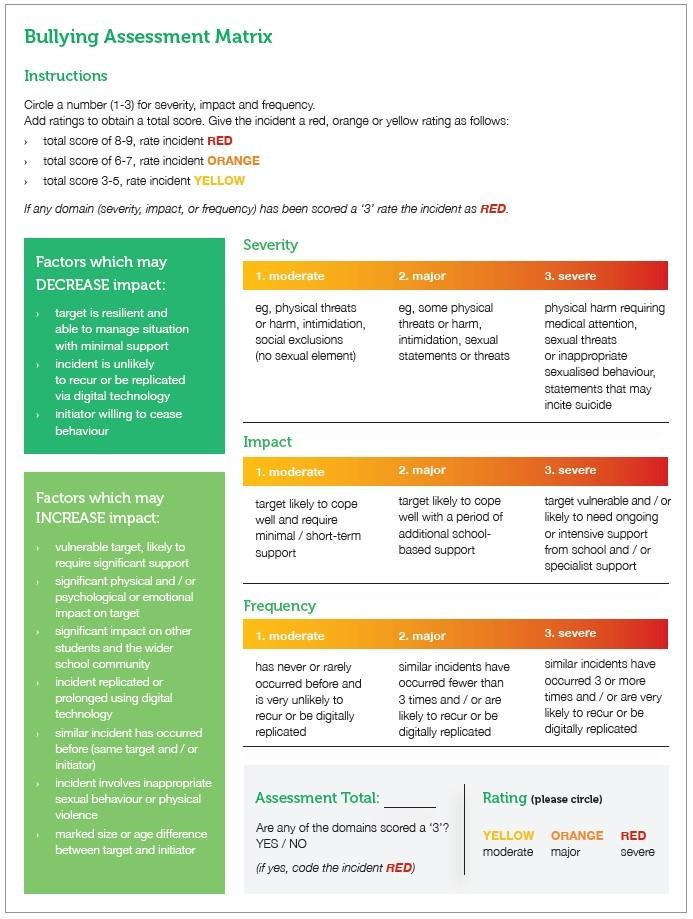 Bullying Assessment Matrix
Instructions
Circle a number (1-3) for severity, impact and frequency.
Add ratings to obtain a total score. Give the incident a red, orange or yellow rating as follows:
› total score of 8-9, rate incident RED
› total score of 6-7, rate incident ORANGE
› total score 3-5, rate incident YELLOW
If any domain (severity, impact, or frequency) has been scored a ‘3’ rate the incident as RED.
Factors which may
DECREASE impact:
› target is resilient and
able to manage situation
with minimal support
› incident is unlikely
to recur or be replicated
via digital technology
› initiator willing to cease
behaviour
Factors which may
INCREASE impact:
› vulnerable target, likely to
require significant support
› significant physical and / or
psychological or emotional
impact on target
› significant impact on other
students and the wider
school community
› incident replicated or
prolonged using digital
technology
› similar incident has occurred
before (same target and / or
initiator)
› incident involves inappropriate
sexual behaviour or physical
violence
› marked size or age difference
between target and initiator
Severity
1. moderate
eg, physical threats
or harm, intimidation,
social exclusions
(no sexual element)
2. major
eg, some physical
threats or harm,
intimidation, sexual
statements or threats
3. severe
physical harm requiring
medical attention,
sexual threats
or inappropriate
sexualised behaviour,
statements that may
incite suicide
Impact
1. moderate
target likely to cope
well and require
minimal / short-term
support
2. major
target likely to cope
well with a period of
additional school-
based support
3. severe
target vulnerable and / or
likely to need ongoing
or intensive support
from school and / or
specialist support
Frequency
1. moderate
has never or rarely
occurred before and
is very unlikely to
recur or be digitally
replicated
2. major
similar incidents have
occurred fewer than
3 times and / or are
likely to recur or be
digitally replicated
3. severe
similar incidents have
occurred 3 or more
times and / or are very
likely to recur or be
digitally replicated
Assessment Total: ________
Are any of the domains scored a ‘3’?
YES / NO
(if yes, code the incident RED)
Rating (please circle)
YELLOW ORANGE RED
moderate major severe